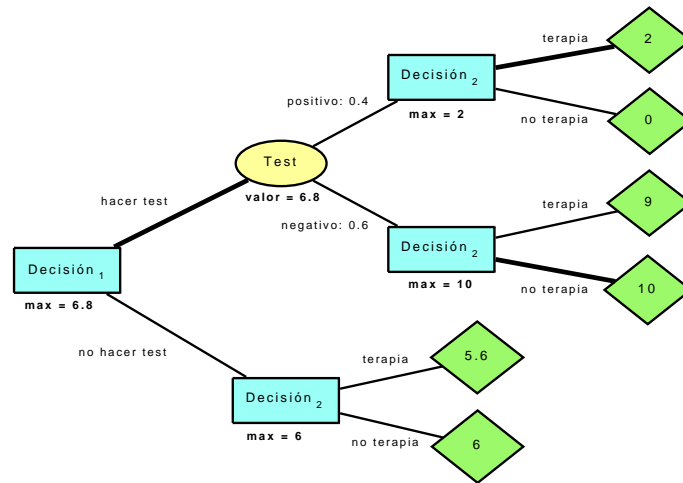 terapia
2
Decisión 2
positivo: 0.4
max = 2
no terapia
0
Test
hacer test
valor = 6.8
terapia
9
negativo: 0.6
Decisión 2
max = 10
no terapia
10
Decisión 1
max = 6.8
no hacer test
terapia
5.6
Decisión 2
max = 6
no terapia
6